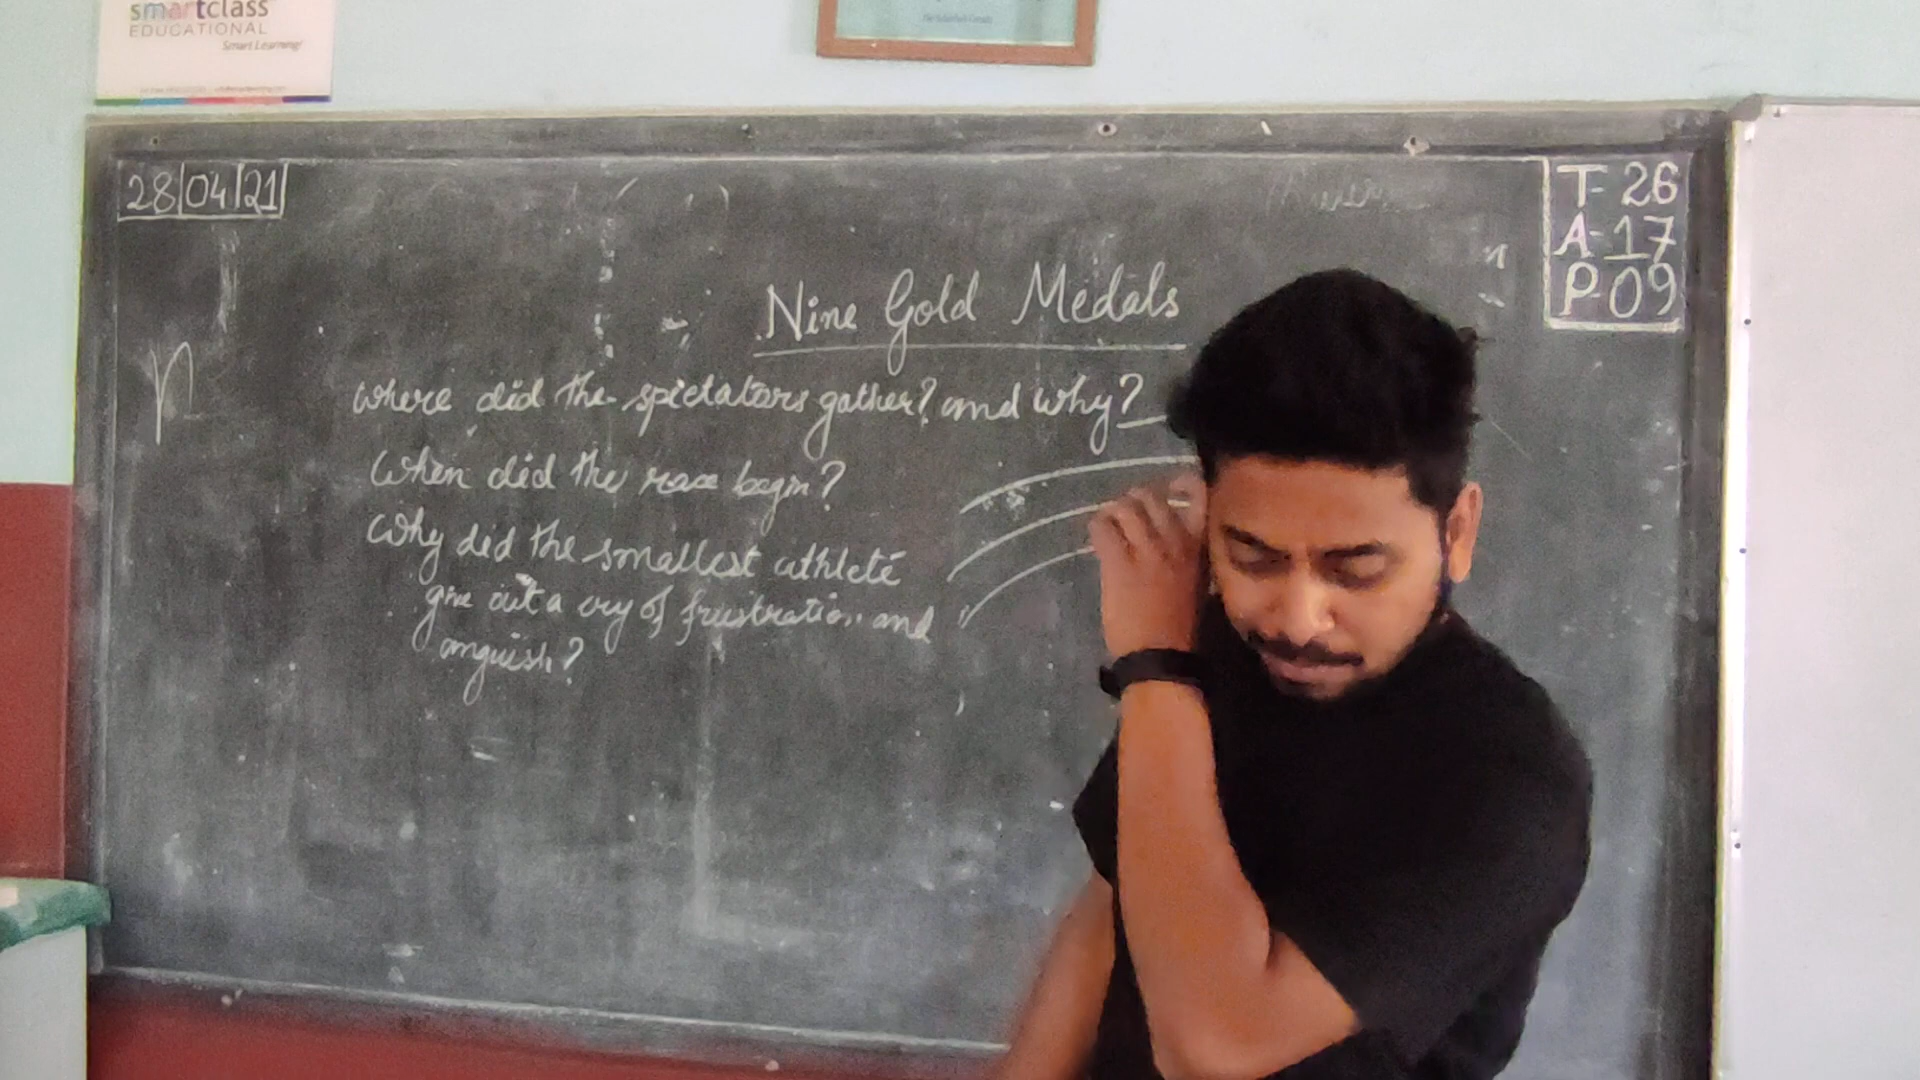 smartclass
EDUCATIONAL
Smart Learning!
28/04/21
T- 26
A-17
P-09
Nine Gold Medals
where did the spectators gather? and why?
When did the race begin?
Why did the smallest athlete
give out a cry of frustration and
anguish?